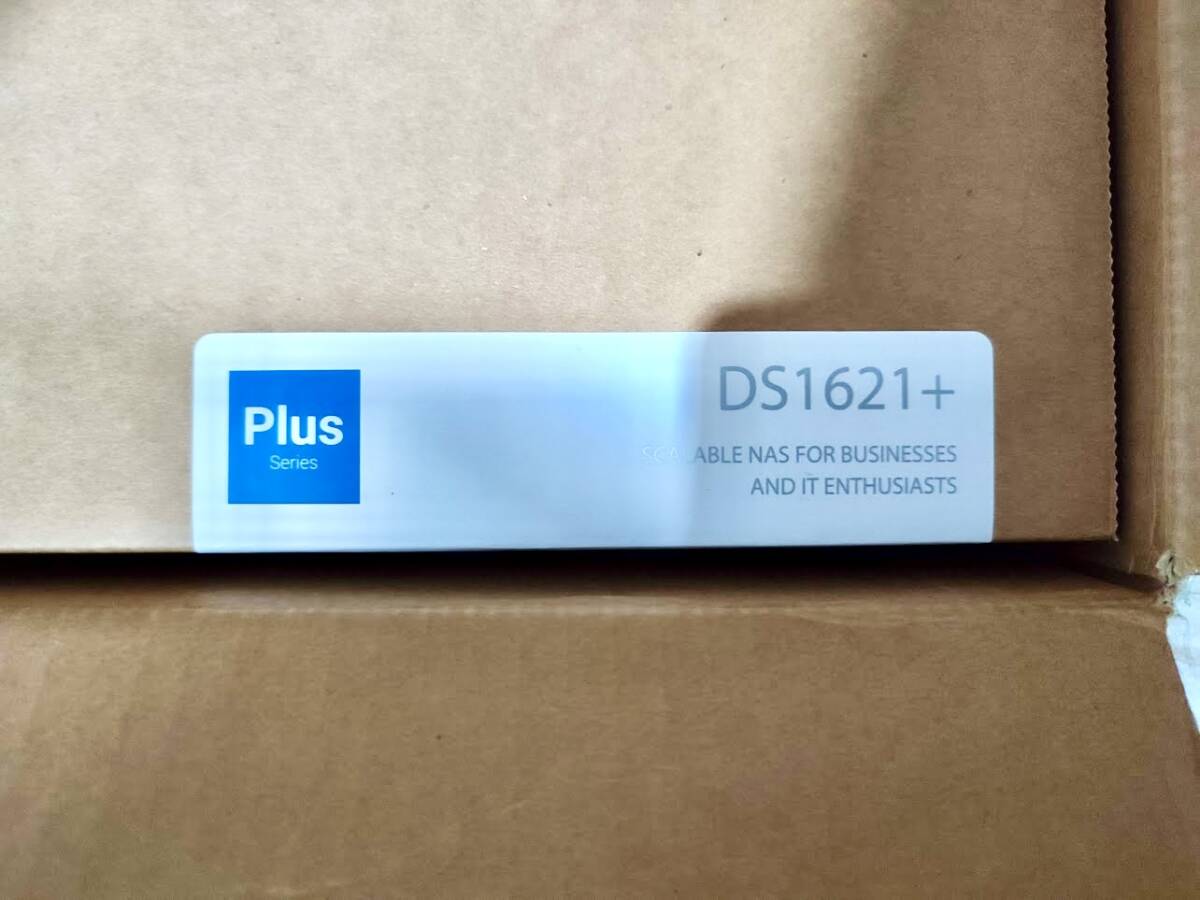 Plus
Series
DS1621+
SCALABLE NAS FOR BUSINESSES
AND IT ENTHUSIASTS